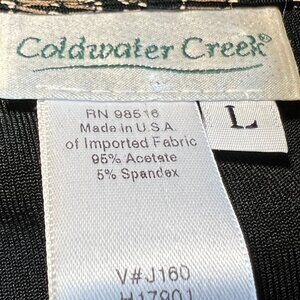 Coldwater Creek®
L
RN 98516
Made in U.S.A.
of Imported Fabric
95% Acetate
5% Spandex
V#J160